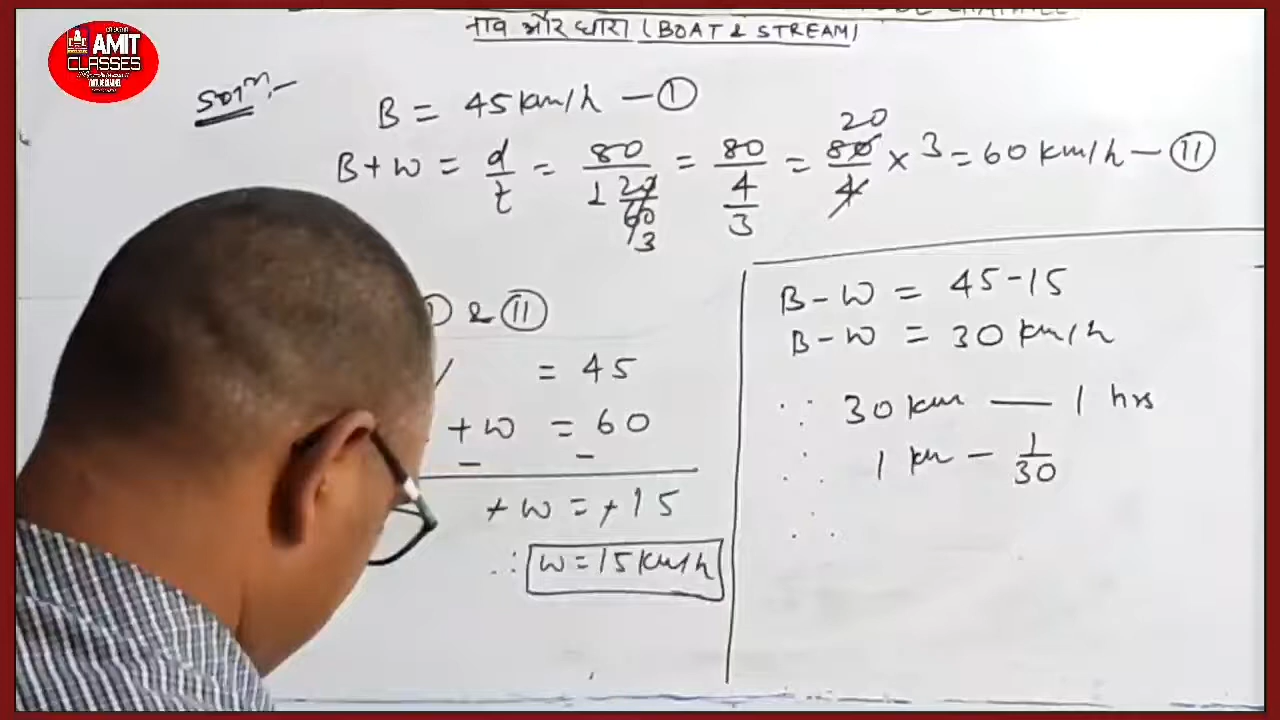 नाव और धारा (BOAT & STREAM)
AMIT
CLASSES
Solⁿ:-
B = 45 km/h — ①
B + W = d/t = 80/1 20/60 3 = 80/4/3 = 80/4 20 × 3 = 60 km/h — ⑪
& ⑪
= 45
+ W = 60
– –
+ W = + 15
∴ W = 15 km/h
B - W = 45 - 15
B - W = 30 km/h
∵ 30 km — 1 hrs
∴ 1 km – 1/30
∴